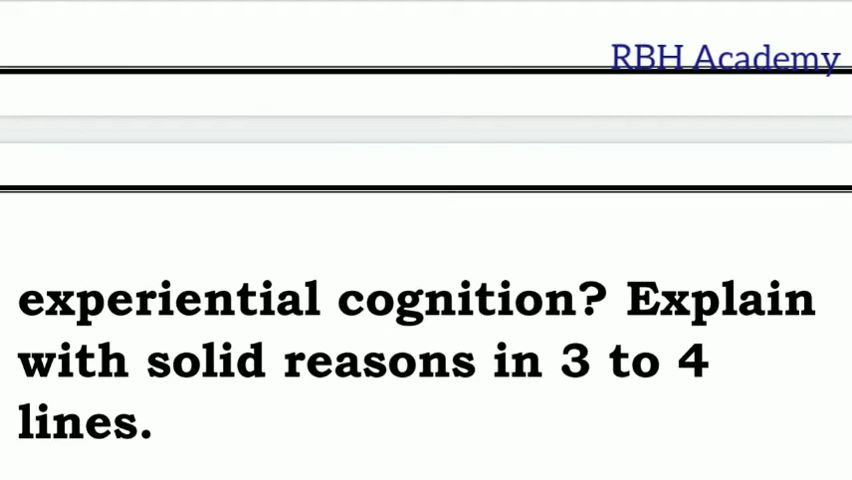 RBH Academy
experiential cognition? Explain
with solid reasons in 3 to 4
lines.